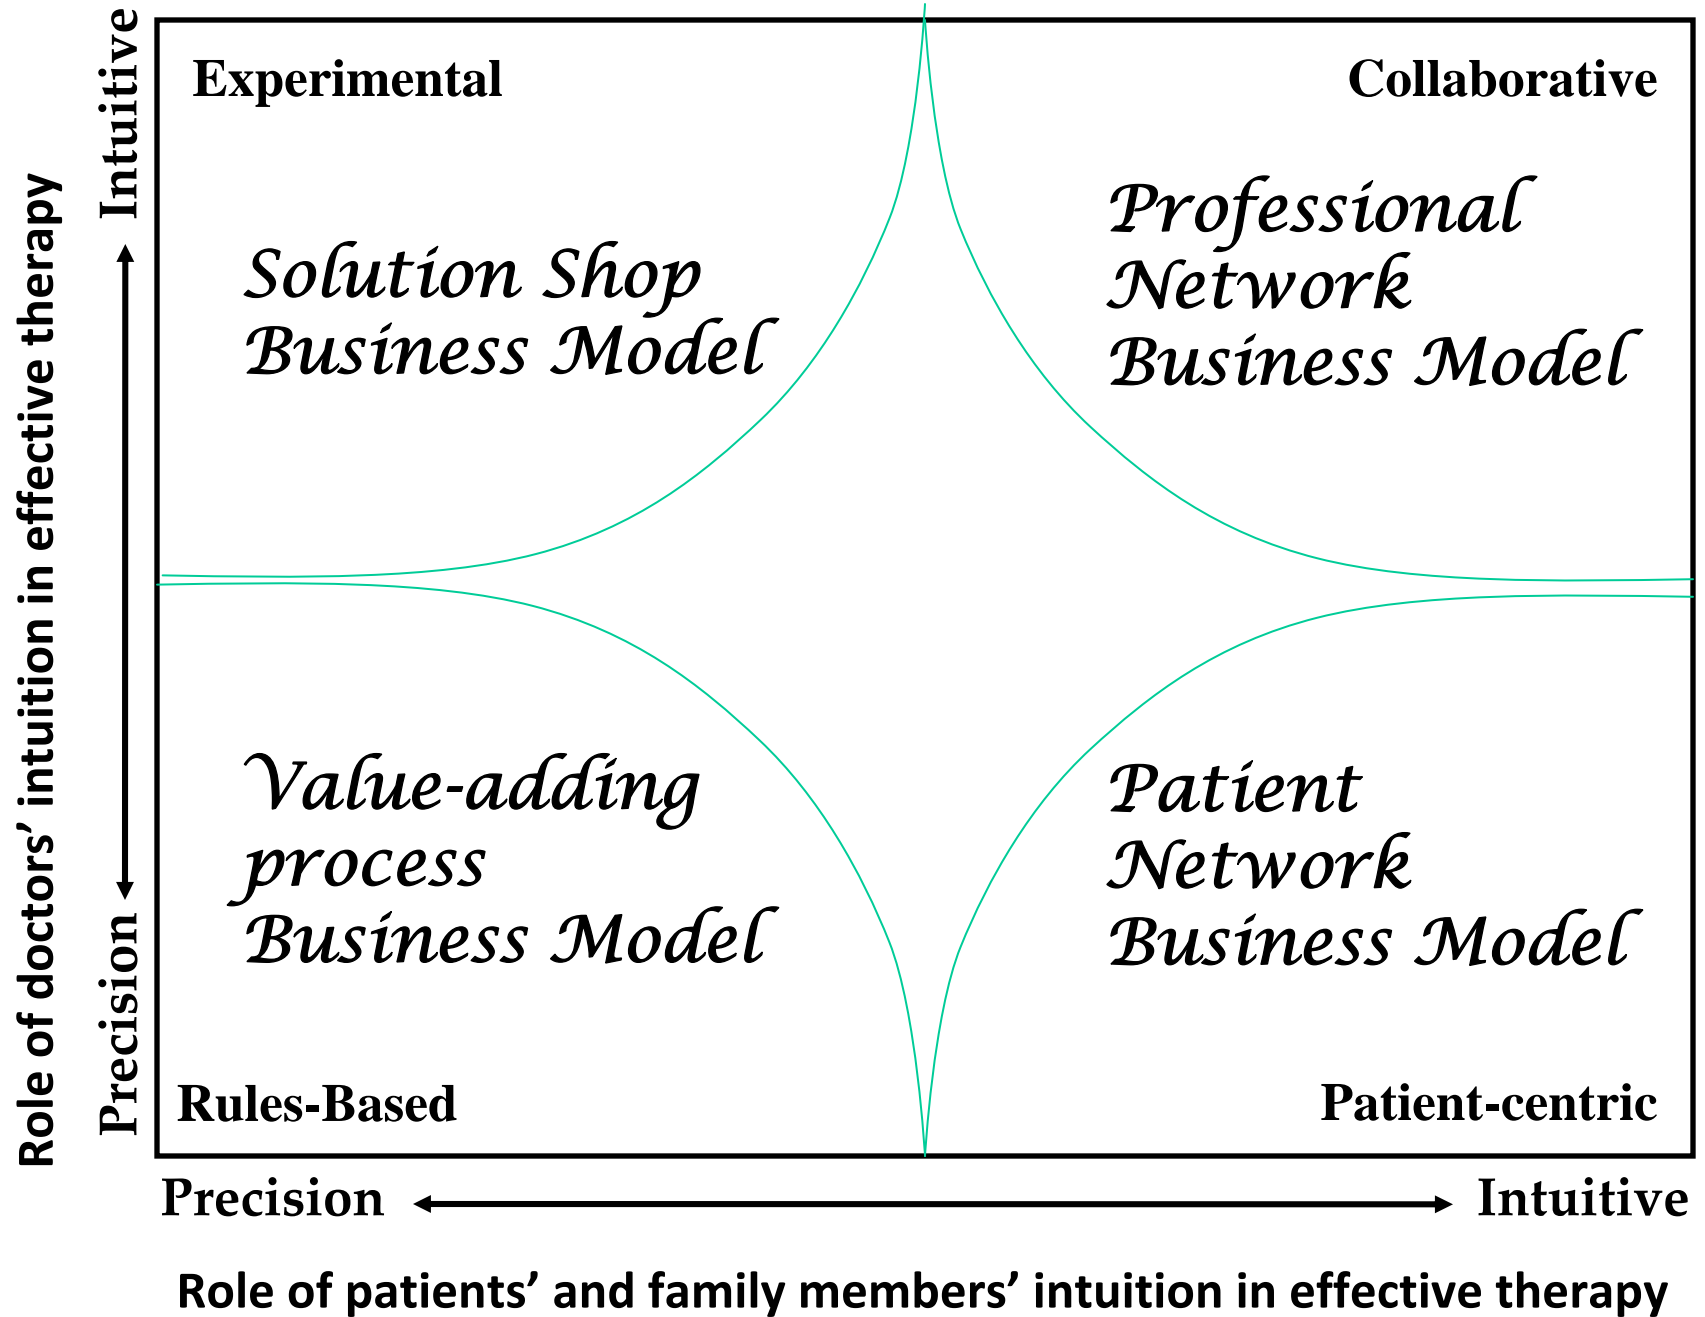 Experimental
Collaborative
Solution Shop
Business Model
Professional
Network
Business Model
Value-adding
process
Business Model
Patient
Network
Business Model
Rules-Based
Patient-centric
Role of doctors’ intuition in effective therapy
Intuitive
Precision
Precision
Intuitive
Role of patients’ and family members’ intuition in effective therapy